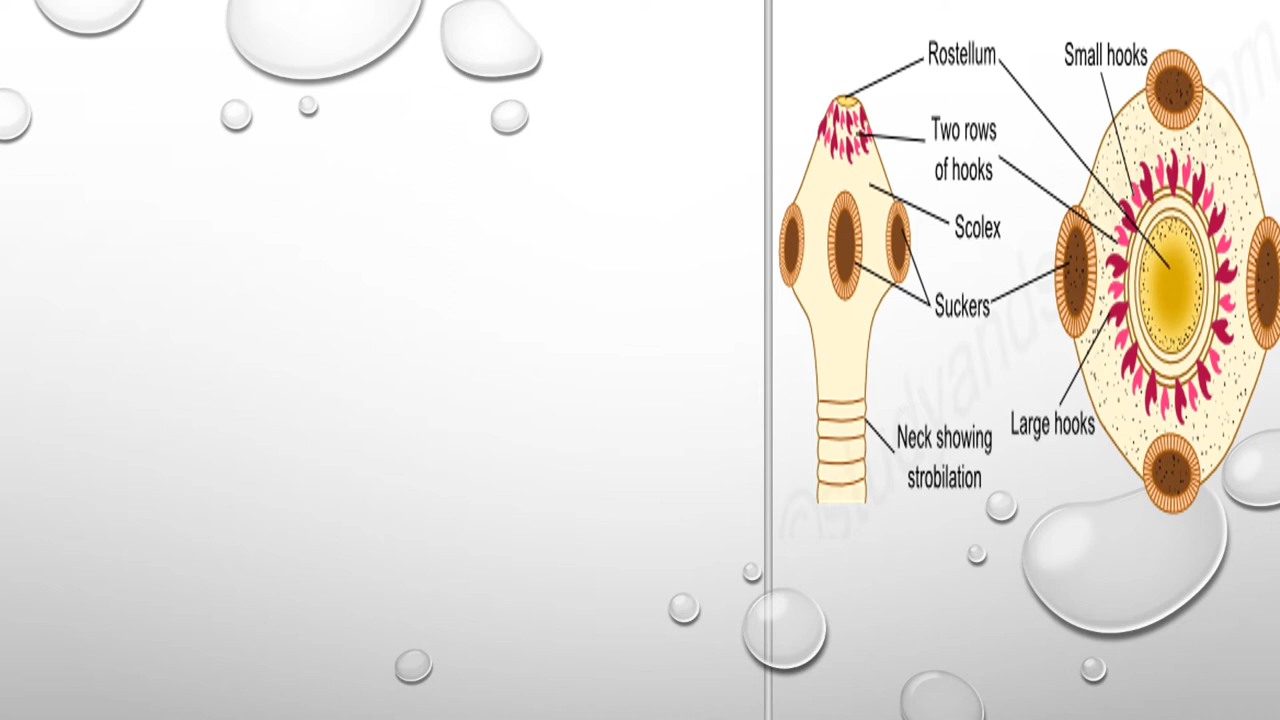 Rostellum
Small hooks
Two rows
of hooks
Scolex
Suckers
Large hooks
Neck showing
strobilation